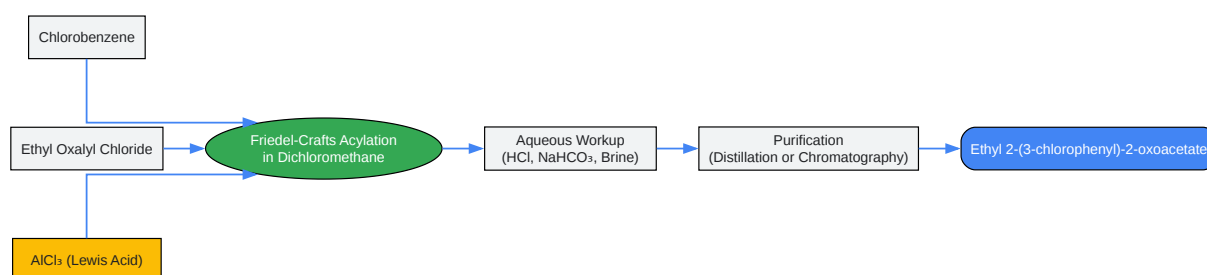 Chlorobenzene
Ethyl Oxalyl Chloride
AlCl₃ (Lewis Acid)
Friedel-Crafts Acylation
in Dichloromethane
Aqueous Workup
(HCl, NaHCO₃, Brine)
Purification
(Distillation or Chromatography)
Ethyl 2-(3-chlorophenyl)-2-oxoacetate